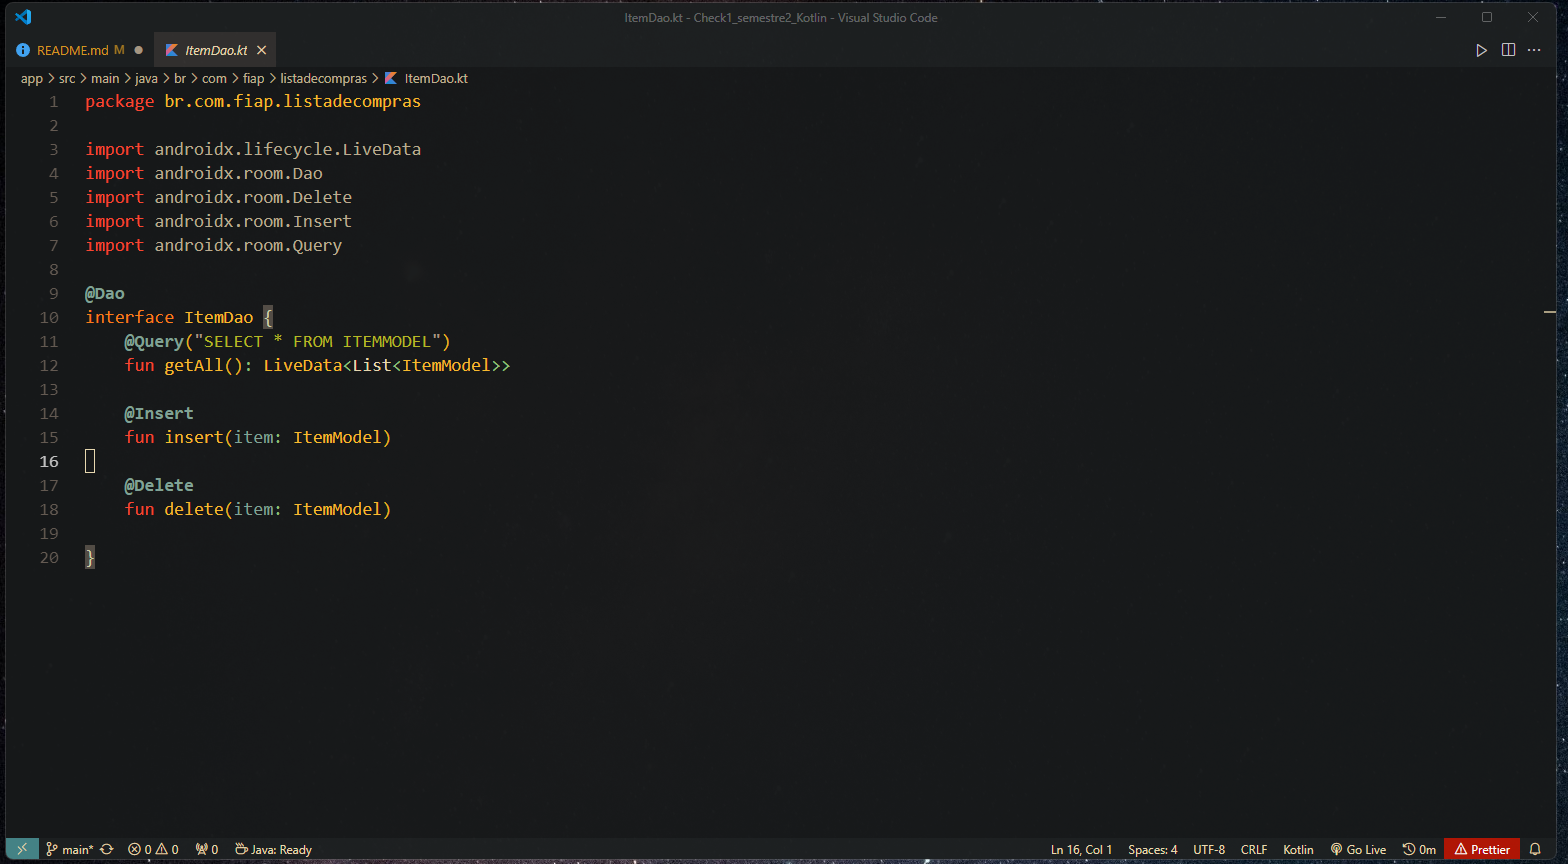 ItemDao.kt - Check1_semestre2_Kotlin - Visual Studio Code
README.md M ItemDao.kt
app > src > main > java > br > com > fiap > listadecompras > ItemDao.kt
1 package br.com.fiap.listadecompras
2
3 import androidx.lifecycle.LiveData
4 import androidx.room.Dao
5 import androidx.room.Delete
6 import androidx.room.Insert
7 import androidx.room.Query
8
9 @Dao
10 interface ItemDao {
11     @Query("SELECT * FROM ITEMMODEL")
12     fun getAll(): LiveData<List<ItemModel>>
13
14     @Insert
15     fun insert(item: ItemModel)
16
17     @Delete
18     fun delete(item: ItemModel)
19
20 }
main* 0 0 0 Java: Ready Ln 16, Col 1 Spaces: 4 UTF-8 CRLF Kotlin Go Live 0m Prettier